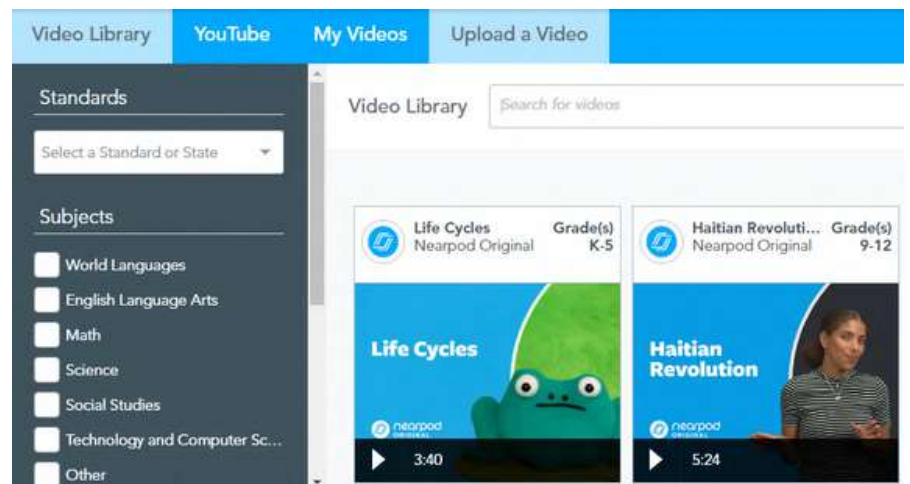 Video Library YouTube My Videos Upload a Video
Standards
Select a Standard or State
Subjects
World Languages
English Language Arts
Math
Science
Social Studies
Technology and Computer Sc...
Other
Video Library Search for videos
Life Cycles Grade(s)
Nearpod Original K-5
Life Cycles
nearpod
ORIGINAL
3:40
Haitian Revoluti... Grade(s)
Nearpod Original 9-12
Haitian
Revolution
nearpod
ORIGINAL
5:24